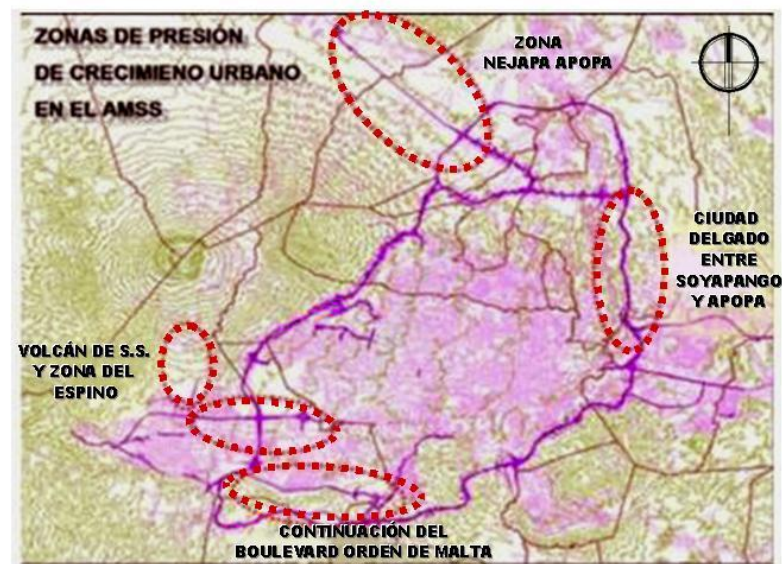 ZONAS DE PRESIÓN
DE CRECIMIENO URBANO
EN EL AMSS
ZONA
NEJAPA APOPA
CIUDAD
DELGADO
ENTRE
SOYAPANGO
Y APOPA
VOLCÁN DE S.S.
Y ZONA DEL
ESPINO
CONTINUACIÓN DEL
BOULEVARD ORDEN DE MALTA